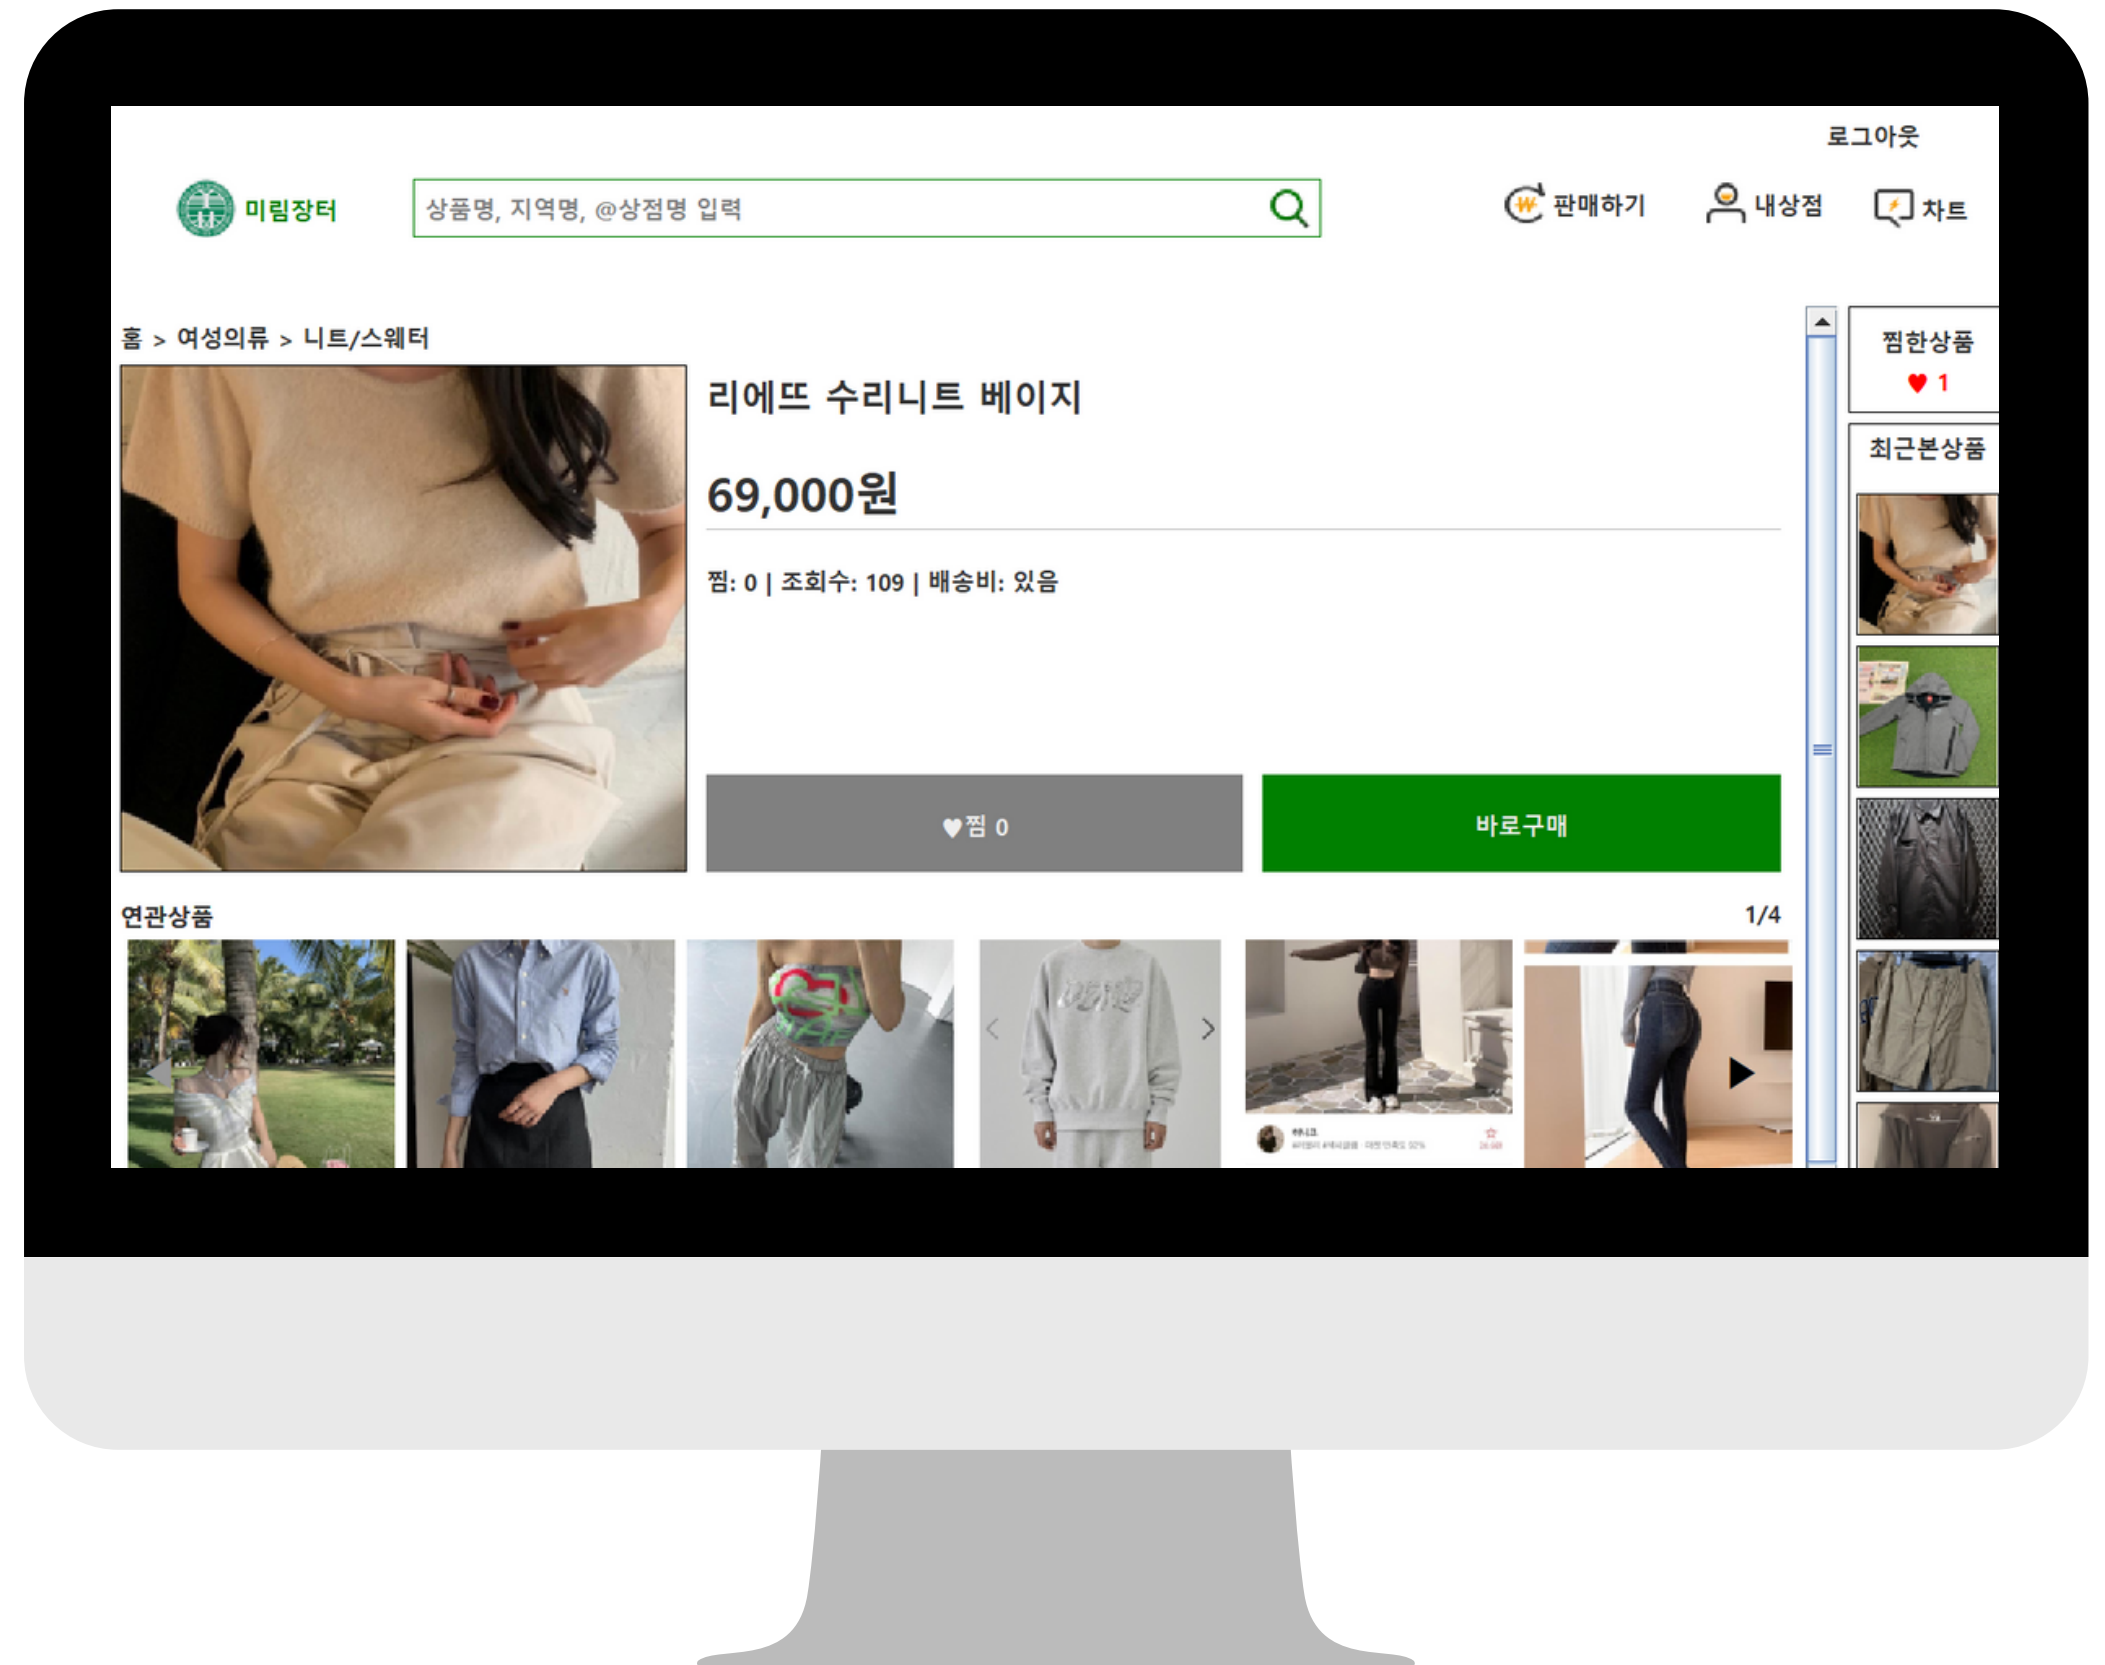 로그아웃
미림장터
상품명, 지역명, @상점명 입력
판매하기
내상점
차트
홈 > 여성의류 > 니트/스웨터
찜한상품
♥ 1
최근본상품
리에뜨 수리니트 베이지
69,000원
찜: 0 | 조회수: 109 | 배송비: 있음
♥찜 0
바로구매
연관상품
1/4